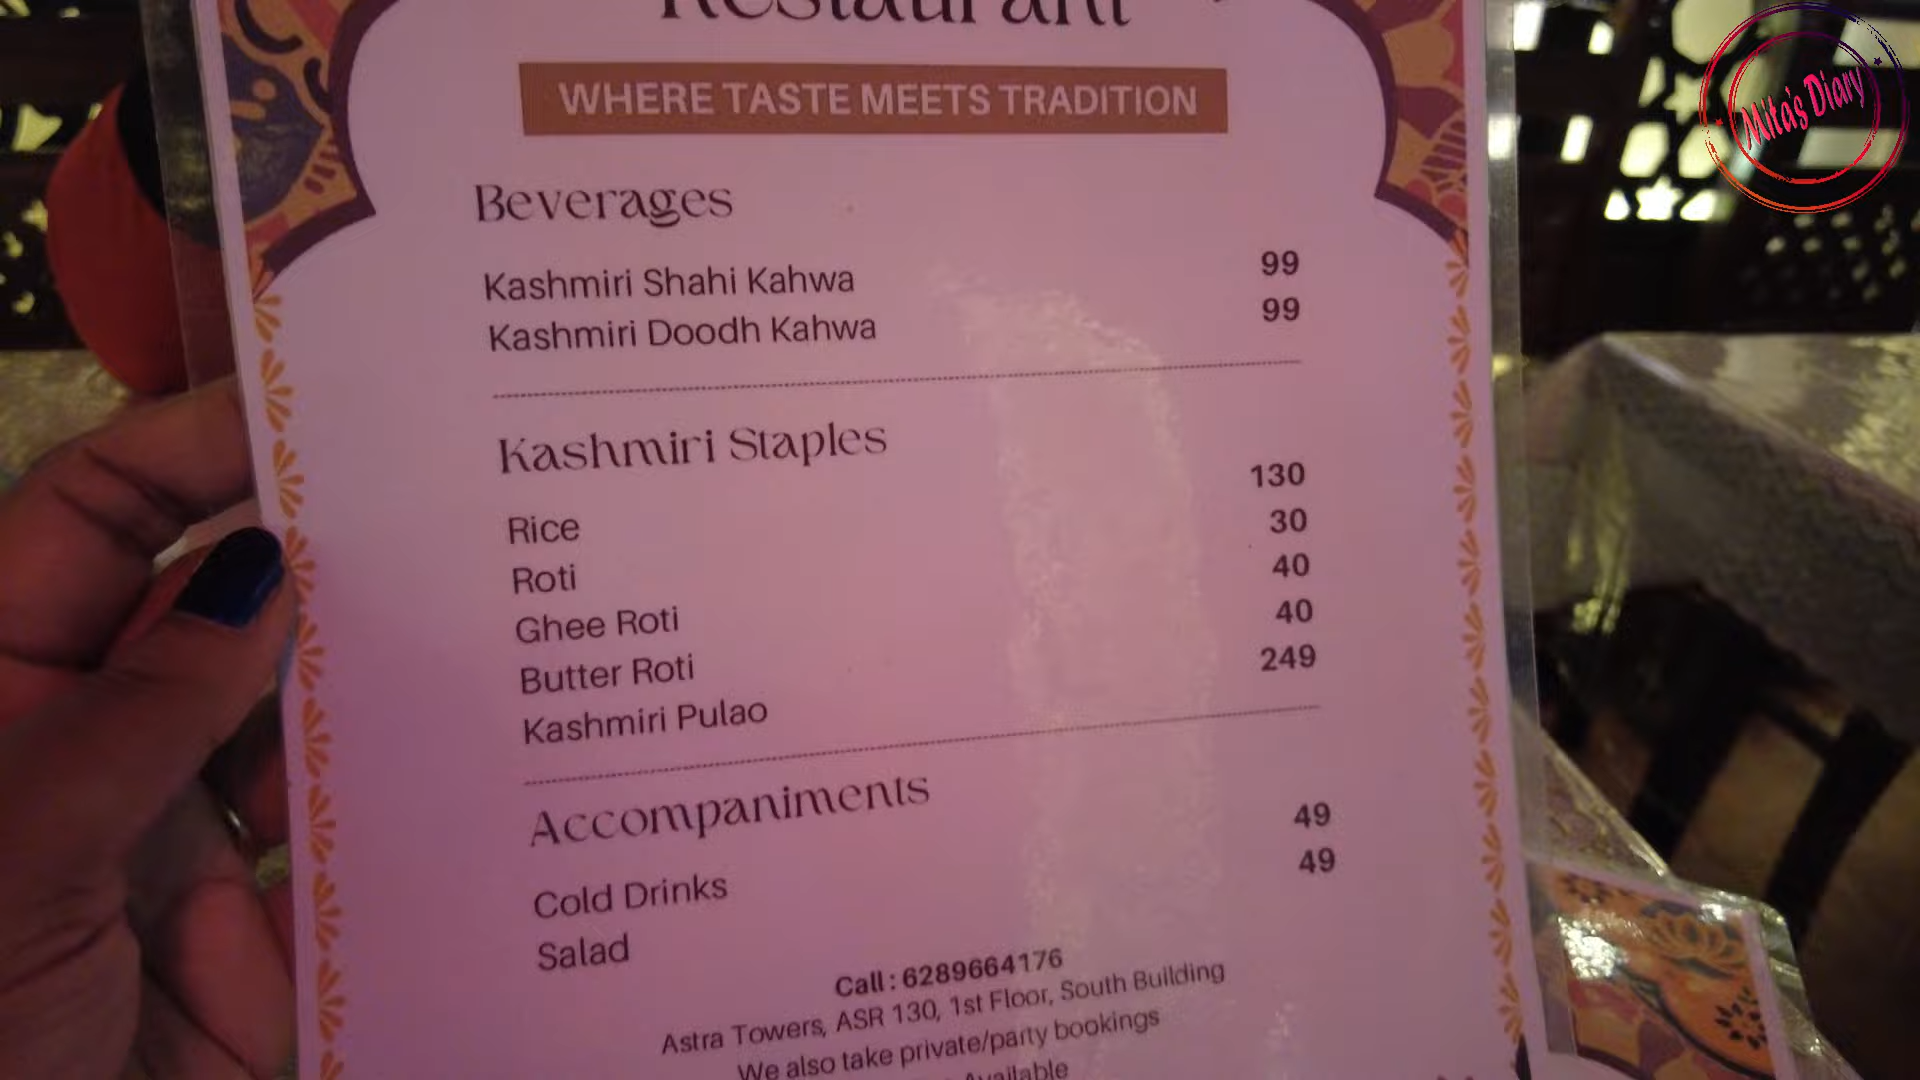 Restaurant
WHERE TASTE MEETS TRADITION
Mita's Diary
Beverages
Kashmiri Shahi Kahwa 99
Kashmiri Doodh Kahwa 99
Kashmiri Staples
Rice 130
Roti 30
Ghee Roti 40
Butter Roti 40
Kashmiri Pulao 249
Accompaniments
Cold Drinks 49
Salad 49
Call : 6289664176
Astra Towers, ASR 130, 1st Floor, South Building
We also take private/party bookings
Available